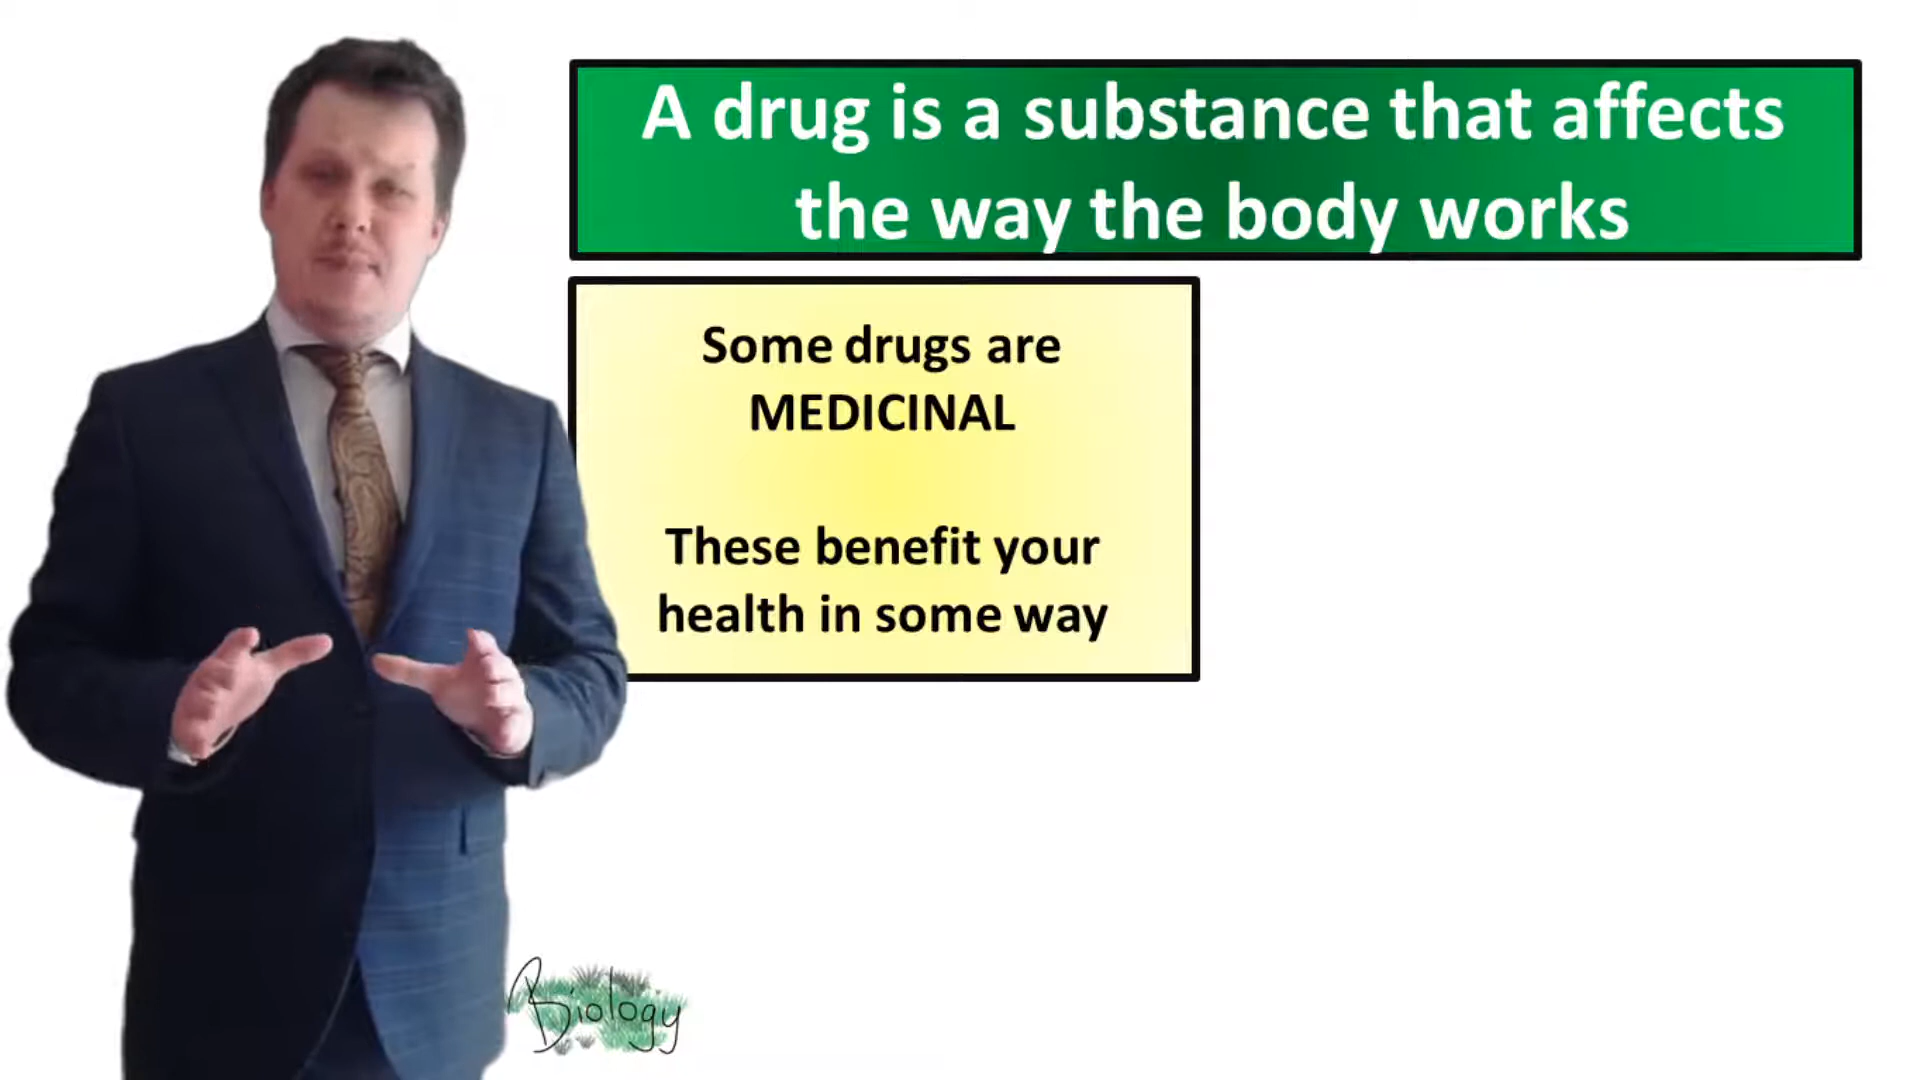 A drug is a substance that affects
the way the body works
Some drugs are
MEDICINAL
These benefit your
health in some way
Biology